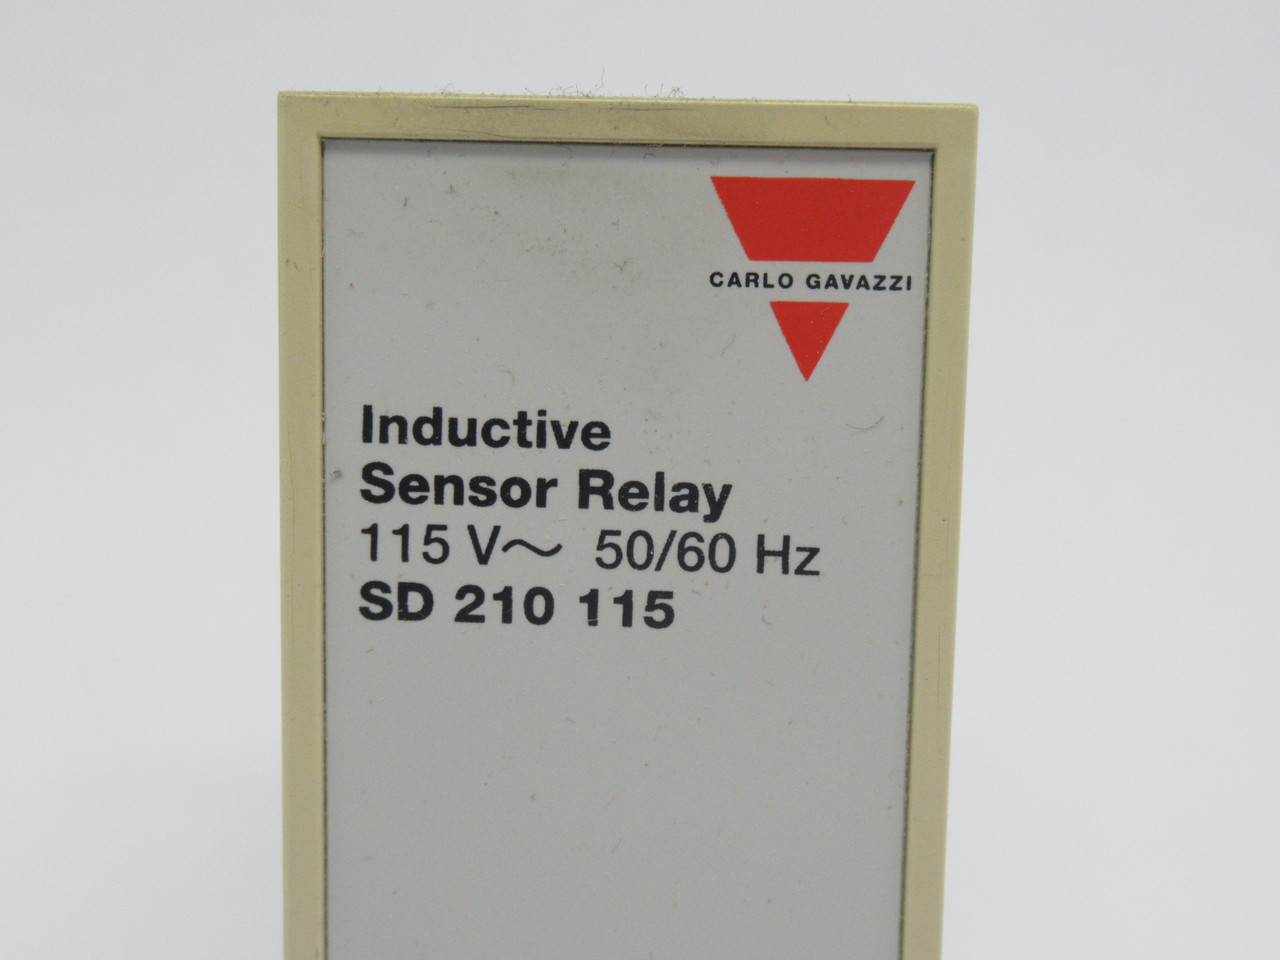 CARLO GAVAZZI
Inductive
Sensor Relay
115 V~ 50/60 Hz
SD 210 115